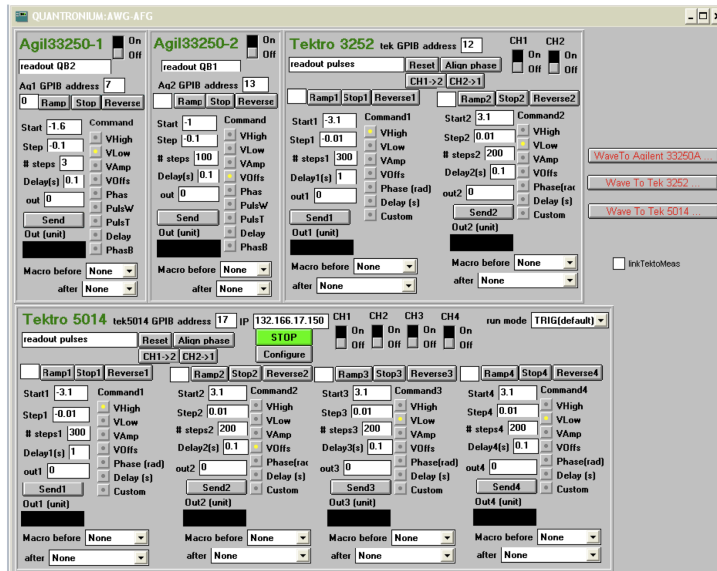 QUANTRONIUM:AWG-AFG
Agil33250-1 On
Off
readout QB2
Ag1 GPIB address 7
0 Ramp Stop Reverse
Start -1.6 Command
Step -0.1 VHigh
# steps 3 VLow
Delay(s) 0.1 VAmp
out 0 VOffs
Send Phas
Out (unit) PulsW
PulsT
Delay
PhasB
Macro before None
after None
Agil33250-2 On
Off
readout QB1
Ag2 GPIB address 13
Ramp Stop Reverse
Start -1 Command
Step -0.1 VHigh
# steps 100 VLow
Delay(s) 0.1 VAmp
out 0 VOffs
Send Phas
Out (unit) PulsW
PulsT
Delay
PhasB
Macro before None
after None
Tektro 3252 tek GPIB address 12 CH1 CH2
On On
Off Off
readout pulses Reset Align phase
CH1->2 CH2->1
Ramp1 Stop1 Reverse1
Start1 -3.1 Command1
Step1 -0.01 VHigh
# steps1 300 VLow
Delay1(s) 1 VAmp
out1 0 VOffs
Send1 Phase (rad)
Out1 (unit) Delay (s)
Custom
Macro before None
after None
Ramp2 Stop2 Reverse2
Start2 3.1 Command2
Step2 0.01 VHigh
# steps2 200 VLow
Delay2(s) 0.1 VAmp
out2 0 VOffs
Send2 Phase(rac
Out2 (unit) Delay (s)
Custom
Macro before None
after None
WaveTo Agilent 33250A ...
Wave To Tek 3252 ...
Wave To Tek 5014 ...
linkTektoMeas
Tektro 5014 tek5014 GPIB address 17 IP 132.166.17.150 CH1 CH2 CH3 CH4 run mode TRIG(default)
On On On On
Off Off Off Off
readout pulses Reset Align phase STOP
CH1->2 CH2->1 Configure
Ramp1 Stop1 Reverse1
Start1 -3.1 Command1
Step1 -0.01 VHigh
# steps1 300 VLow
Delay1(s) 1 VAmp
out1 0 VOffs
Send1 Phase (rad)
Out1 (unit) Delay (s)
Custom
Macro before None
after None
Ramp2 Stop2 Reverse2
Start2 3.1 Command2
Step2 0.01 VHigh
# steps2 200 VLow
Delay2(s) 0.1 VAmp
out2 0 VOffs
Send2 Phase(rac
Out2 (unit) Delay (s)
Custom
Macro before None
after None
Ramp3 Stop3 Reverse3
Start3 3.1 Command3
Step3 0.01 VHigh
# steps3 200 VLow
Delay3(s) 0.1 VAmp
out3 0 VOffs
Send3 Phase(rad)
Out3 (unit) Delay (s)
Custom
Macro before None
after None
Ramp4 Stop4 Reverse4
Start4 3.1 Command4
Step4 0.01 VHigh
# steps4 200 VLow
Delay4(s) 0.1 VAmp
out4 0 VOffs
Send4 Phase(rad)
Out4 (unit) Delay (s)
Custom
Macro before None
after None